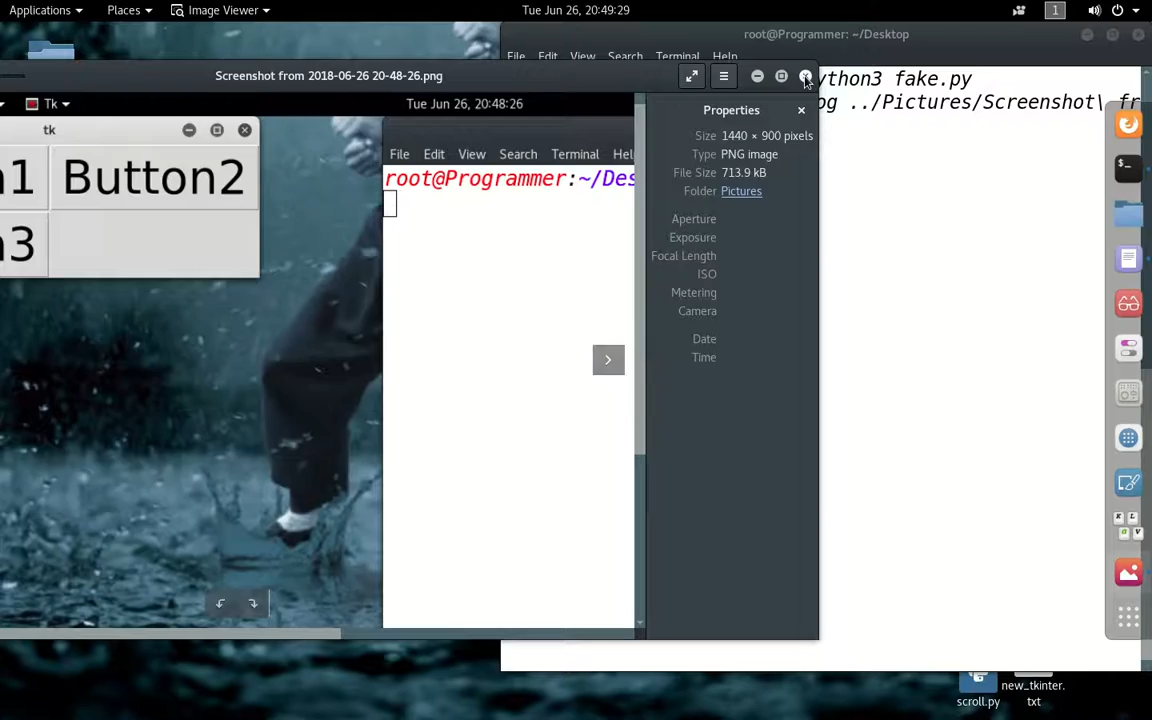 Applications Places Image Viewer Tue Jun 26, 20:49:29 1
root@Programmer: ~/Desktop
File Edit View Search Terminal Help
Screenshot from 2018-06-26 20-48-26.png
ython3 fake.py
og ../Pictures/Screenshot\ fr
Tk Tue Jun 26, 20:48:26
tk
File Edit View Search Terminal Hel
root@Programmer:~/Des
1 Button2
3
Properties
Size 1440 × 900 pixels
Type PNG image
File Size 713.9 kB
Folder Pictures
Aperture
Exposure
Focal Length
ISO
Metering
Camera
Date
Time
K L
a V
scroll.py
new_tkinter.
txt